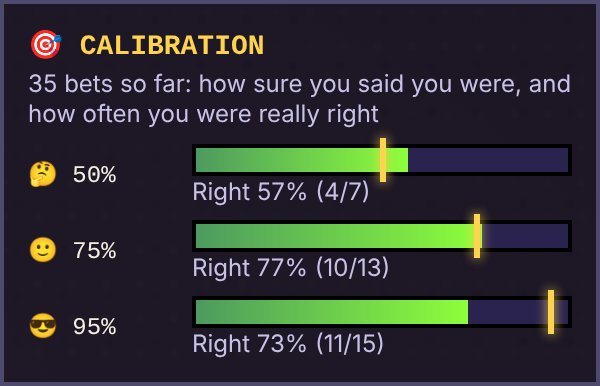 🎯 CALIBRATION
35 bets so far: how sure you said you were, and
how often you were really right
🤔 50%
Right 57% (4/7)
🙂 75%
Right 77% (10/13)
😎 95%
Right 73% (11/15)